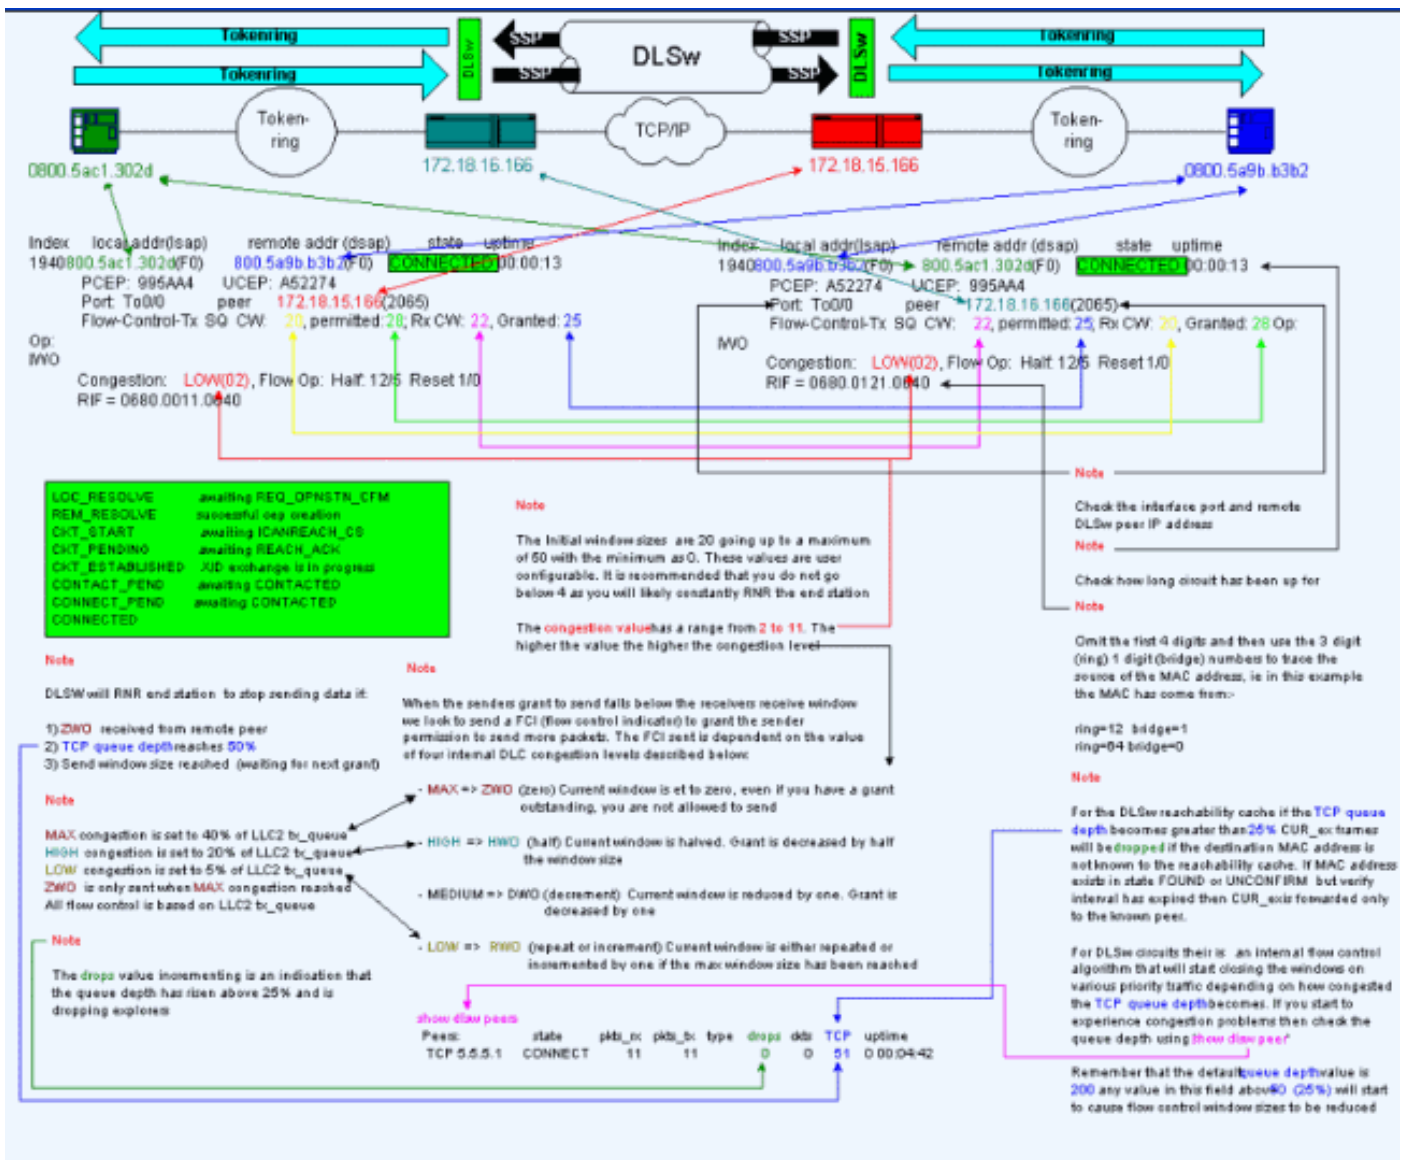 Tokenring
SSP
DLSw
SSP
Tokenring
DLSw
DLSw
Tokenring
SSP
SSP
Tokenring
Token-
ring
TCP/IP
Token-
ring
0800.5ac1.302d
172.18.16.166
172.18.15.166
0800.5a9b.b3b2
Index local addr(lsap) remote addr (dsap) state uptime
1940800.5ac1.302d(F0) 800.5a9b.b3b2(F0) CONNECTED 00:00:13
PCEP: 995AA4 UCEP: A52274
Port: To0/0 peer 172.18.15.166(2065)
Flow-Control-Tx SQ CW: 20, permitted:28; Rx CW: 22, Granted: 25
Op:
IWO
Congestion: LOW(02), Flow Op: Half: 12/5 Reset 1/0
RIF = 0680.0011.0640
Index local addr(lsap) remote addr (dsap) state uptime
1940800.5a9b.b3b2(F0) 800.5ac1.302d(F0) CONNECTED 00:00:13
PCEP: A52274 UCEP: 995AA4
Port: To0/0 peer 172.18.16.166(2065)
Flow-Control-Tx SQ CW: 22, permitted: 25; Rx CW: 20, Granted: 28 Op:
IWO
Congestion: LOW(02), Flow Op: Half: 12/5 Reset 1/0
RIF = 0680.0121.0640
LOC_RESOLVE awaiting REQ_OPNSTN_CFM
REM_RESOLVE successful cep creation
CKT_START awaiting ICANREACH_CS
CKT_PENDING awaiting REACH_ACK
CKT_ESTABLISHED XID exchange is in progress
CONTACT_PEND awaiting CONTACTED
CONNECT_PEND awaiting CONTACTED
CONNECTED
Note
The Initial window sizes are 20 going up to a maximum
of 50 with the minimum as 0. These values are user
configurable. It is recommended that you do not go
below 4 as you will likely constantly RNR the end station
The congestion value has a range from 2 to 11. The
higher the value the higher the congestion level
Note
Check the interface port and remote
DLSw peer IP address
Note
Check how long circuit has been up for
Note
Omit the first 4 digits and then use the 3 digit
(ring) 1 digit (bridge) numbers to trace the
source of the MAC address, ie in this example
the MAC has come from:-
ring=12 bridge=1
ring=64 bridge=0
Note
DLSW will RNR end station to stop sending data if:
1) ZWO received from remote peer
2) TCP queue depth reaches 50%
3) Send window size reached (waiting for next grant)
Note
MAX congestion is set to 40% of LLC2 tx_queue
HIGH congestion is set to 20% of LLC2 tx_queue
LOW congestion is set to 5% of LLC2 tx_queue
ZWO is only sent when MAX congestion reached
All flow control is based on LLC2 tx_queue
Note
The drops value incrementing is an indication that
the queue depth has risen above 25% and is
dropping explorers
Note
When the senders grant to send falls below the receivers receive window
we look to send a FCI (flow control indicator) to grant the sender
permission to send more packets. The FCI sent is dependent on the value
of four internal DLC congestion levels described below:
- MAX => ZWO (zero) Current window is et to zero, even if you have a grant
outstanding, you are not allowed to send
- HIGH => HWO (half) Current window is halved. Grant is decreased by half
the window size
- MEDIUM => DWO (decrement) Current window is reduced by one. Grant is
decreased by one
- LOW => RWO (repeat or increment) Current window is either repeated or
incremented by one if the max window size has been reached
show dlsw peers
Peers: state pkts_rx pkts_tx type drops ckts TCP uptime
TCP 5.5.5.1 CONNECT 11 11 0 0 51 0 00:04:42
Note
For the DLSw reachability cache if the TCP queue
depth becomes greater than 25% CUR_ex frames
will be dropped if the destination MAC address is
not known to the reachability cache. If MAC address
exists in state FOUND or UNCONFIRM but verify
interval has expired then CUR_ex is forwarded only
to the known peer.
For DLSw circuits their is an internal flow control
algorithm that will start closing the windows on
various priority traffic depending on how congested
the TCP queue depth becomes. If you start to
experience congestion problems then check the
queue depth using "show dlsw peer"
Remember that the default queue depth value is
200 any value in this field above 50 (25%) will start
to cause flow control window sizes to be reduced